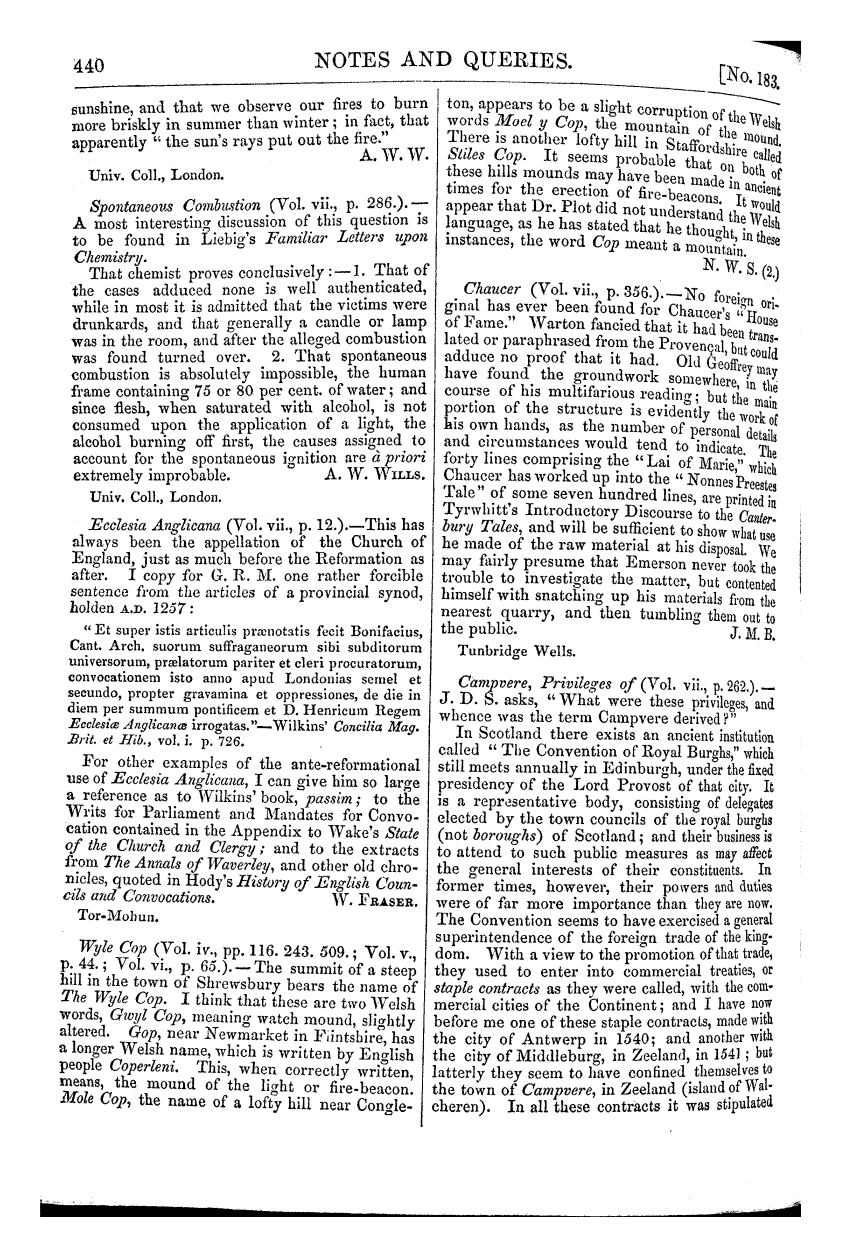 440
NOTES AND QUERIES.
[No. 183.
sunshine, and that we observe our fires to burn
more briskly in summer than winter; in fact, that
apparently "the sun's rays put out the fire."
A. W. W.
Univ. Coll., London.
Spontaneous Combustion (Vol. vii., p. 286.).—
A most interesting discussion of this question is
to be found in Liebig's Familiar Letters upon
Chemistry.
That chemist proves conclusively:—1. That of
the cases adduced none is well authenticated,
while in most it is admitted that the victims were
drunkards, and that generally a candle or lamp
was in the room, and after the alleged combustion
was found turned over. 2. That spontaneous
combustion is absolutely impossible, the human
frame containing 75 or 80 per cent. of water; and
since flesh, when saturated with alcohol, is not
consumed upon the application of a light, the
alcohol burning off first, the causes assigned to
account for the spontaneous ignition are à priori
extremely improbable. A. W. WILLS.
Univ. Coll., London.
Ecclesia Anglicana (Vol. vii., p. 12.).—This has
always been the appellation of the Church of
England, just as much before the Reformation as
after. I copy for G. R. M. one rather forcible
sentence from the articles of a provincial synod,
holden A.D. 1257:
"Et super istis articulis prænotatis fecit Bonifacius,
Cant. Arch. suorum suffraganeorum sibi subditorum
universorum, prælatorum pariter et cleri procuratorum,
convocationem isto anno apud Londonias semel et
secundo, propter gravamina et oppressiones, de die in
diem per summum pontificem et D. Henricum Regem
Ecclesiæ Anglicanæ irrogatas."—Wilkins' Concilia Mag.
Brit. et Hib., vol. i. p. 726.
For other examples of the ante-reformational
use of Ecclesia Anglicana, I can give him so large
a reference as to Wilkins' book, passim; to the
Writs for Parliament and Mandates for Convo-
cation contained in the Appendix to Wake's State
of the Church and Clergy; and to the extracts
from The Annals of Waverley, and other old chro-
nicles, quoted in Hody's History of English Coun-
cils and Convocations. W. FRASER.
Tor-Mohun.
Wyle Cop (Vol. iv., pp. 116. 243. 509.; Vol. v.,
p. 44.; Vol. vi., p. 65.).—The summit of a steep
hill in the town of Shrewsbury bears the name of
The Wyle Cop. I think that these are two Welsh
words, Gwyl Cop, meaning watch mound, slightly
altered. Gop, near Newmarket in Flintshire, has
a longer Welsh name, which is written by English
people Coperleni. This, when correctly written,
means, the mound of the light or fire-beacon.
Mole Cop, the name of a lofty hill near Congle-
ton, appears to be a slight corruption of the Welsh
words Moel y Cop, the mountain of the mound.
There is another lofty hill in Staffordshire called
Stiles Cop. It seems probable that on both of
these hills mounds may have been made in ancient
times for the erection of fire-beacons. It would
appear that Dr. Plot did not understand the Welsh
language, as he has stated that he thought, in these
instances, the word Cop meant a mountain.
N. W. S. (2.)
Chaucer (Vol. vii., p. 356.).—No foreign ori-
ginal has ever been found for Chaucer's "House
of Fame." Warton fancied that it had been trans-
lated or paraphrased from the Provençal, but could
adduce no proof that it had. Old Geoffrey may
have found the groundwork somewhere, in the
course of his multifarious reading; but the main
portion of the structure is evidently the work of
his own hands, as the number of personal details
and circumstances would tend to indicate. The
forty lines comprising the "Lai of Marie," which
Chaucer has worked up into the "Nonnes Preestes
Tale" of some seven hundred lines, are printed in
Tyrwhitt's Introductory Discourse to the Canter-
bury Tales, and will be sufficient to show what use
he made of the raw material at his disposal. We
may fairly presume that Emerson never took the
trouble to investigate the matter, but contented
himself with snatching up his materials from the
nearest quarry, and then tumbling them out to
the public. J. M. B.
Tunbridge Wells.
Campvere, Privileges of (Vol. vii., p. 262.).—
J. D. S. asks, "What were these privileges, and
whence was the term Campvere derived?"
In Scotland there exists an ancient institution
called "The Convention of Royal Burghs," which
still meets annually in Edinburgh, under the fixed
presidency of the Lord Provost of that city. It
is a representative body, consisting of delegates
elected by the town councils of the royal burghs
(not boroughs) of Scotland; and their business is
to attend to such public measures as may affect
the general interests of their constituents. In
former times, however, their powers and duties
were of far more importance than they are now.
The Convention seems to have exercised a general
superintendence of the foreign trade of the king-
dom. With a view to the promotion of that trade,
they used to enter into commercial treaties, or
staple contracts as they were called, with the com-
mercial cities of the Continent; and I have now
before me one of these staple contracts, made with
the city of Antwerp in 1540; and another with
the city of Middleburg, in Zeeland, in 1541; but
latterly they seem to have confined themselves to
the town of Campvere, in Zeeland (island of Wal-
cheren). In all these contracts it was stipulated